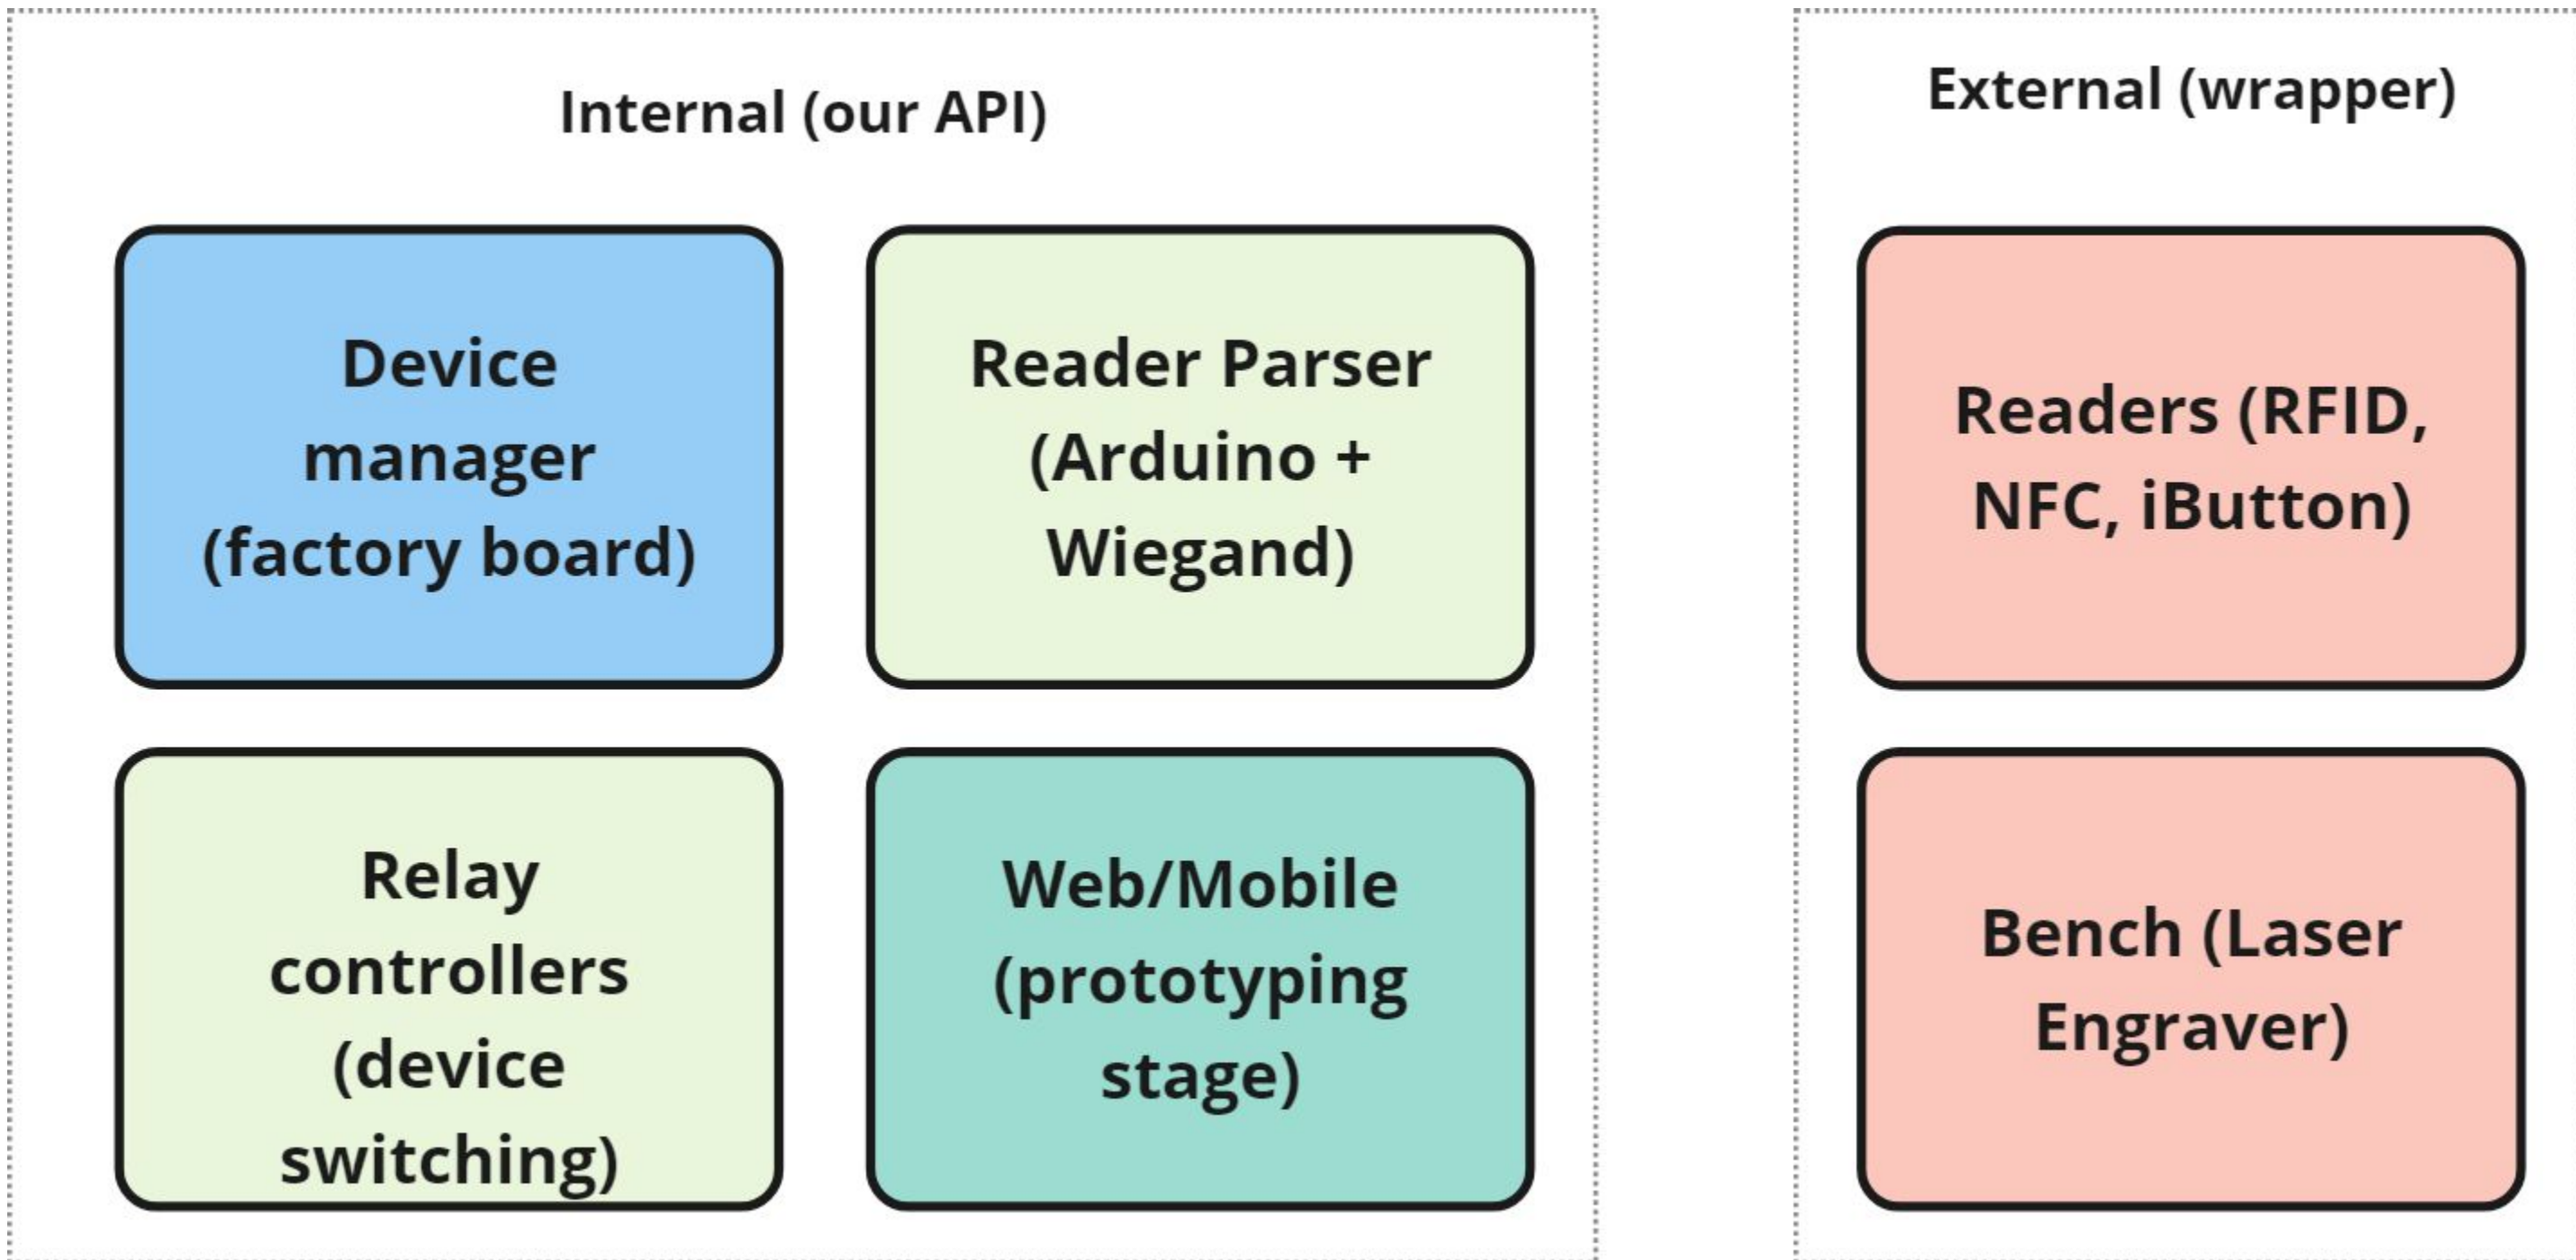 Internal (our API)
Device
manager
(factory board)
Reader Parser
(Arduino +
Wiegand)
Relay
controllers
(device
switching)
Web/Mobile
(prototyping
stage)
External (wrapper)
Readers (RFID,
NFC, iButton)
Bench (Laser
Engraver)